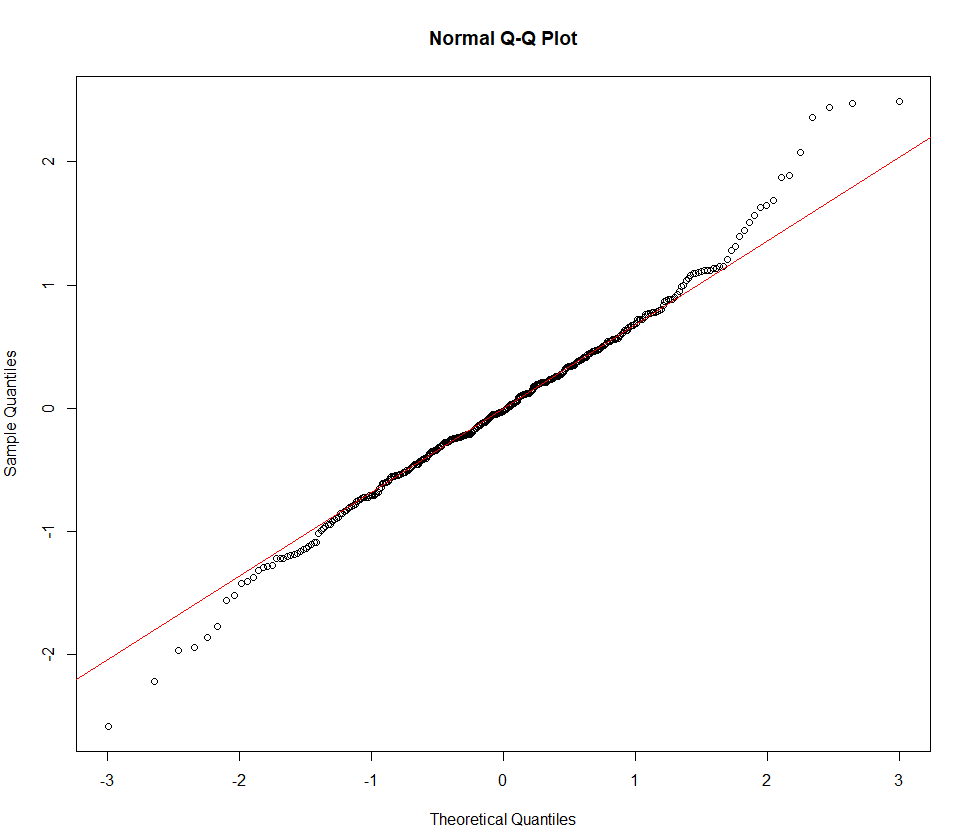 Normal Q-Q Plot
2
1
0
-1
-2
Sample Quantiles
-3 -2 -1 0 1 2 3
Theoretical Quantiles